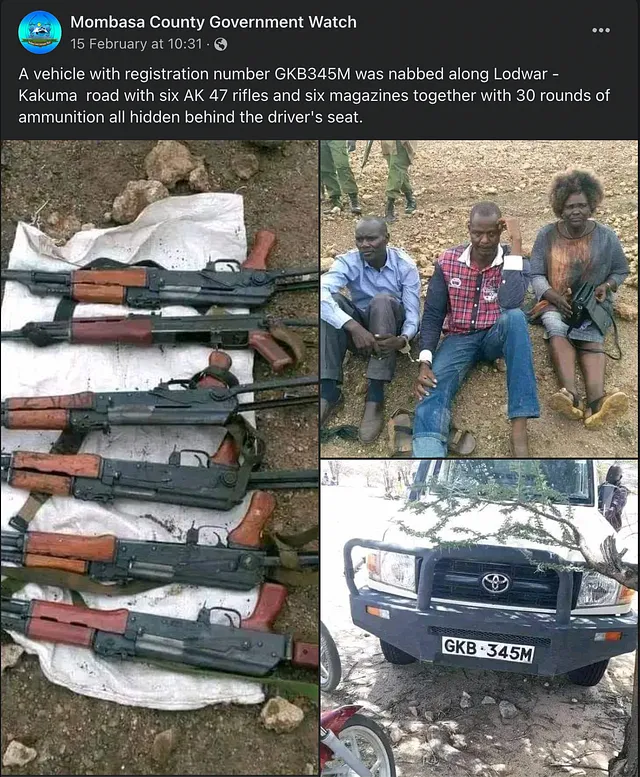 Mombasa County Government Watch
15 February at 10:31 ·
A vehicle with registration number GKB345M was nabbed along Lodwar -
Kakuma road with six AK 47 rifles and six magazines together with 30 rounds of
ammunition all hidden behind the driver's seat.
GKB·345M